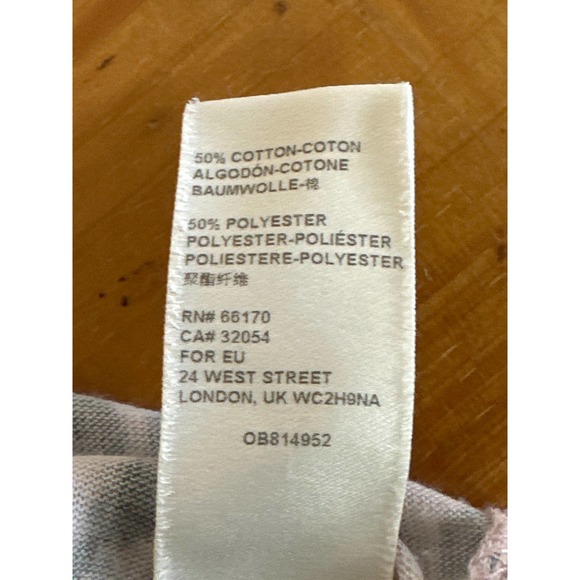 50% COTTON-COTON
ALGODÓN-COTONE
BAUMWOLLE-棉
50% POLYESTER
POLYESTER-POLIÉSTER
POLIESTERE-POLYESTER
聚酯纤维
RN# 66170
CA# 32054
FOR EU
24 WEST STREET
LONDON, UK WC2H9NA
OB814952